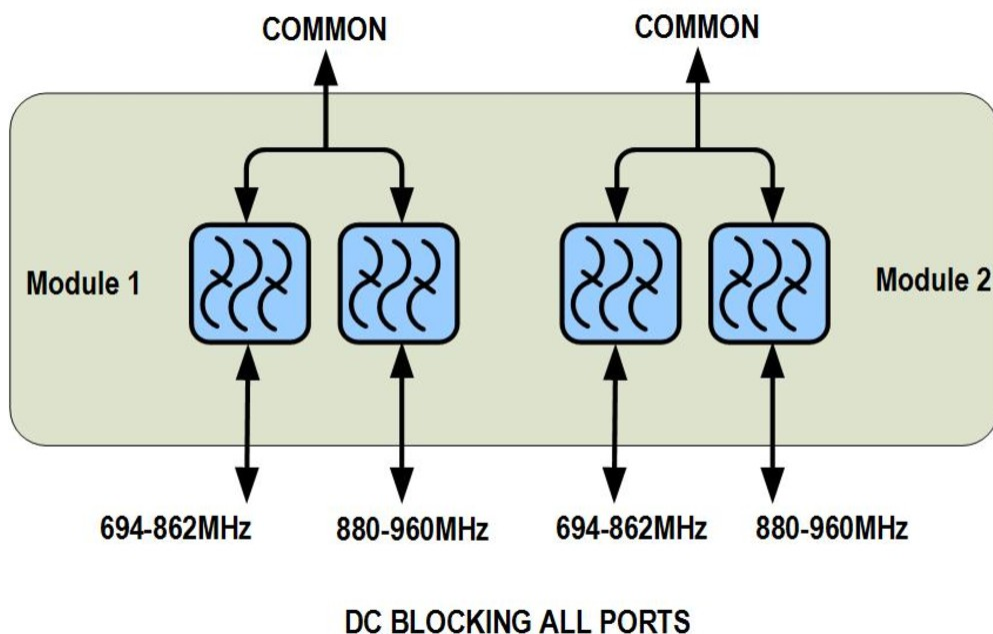 COMMON
COMMON
Module 1
Module 2
694-862MHz
880-960MHz
694-862MHz
880-960MHz
DC BLOCKING ALL PORTS